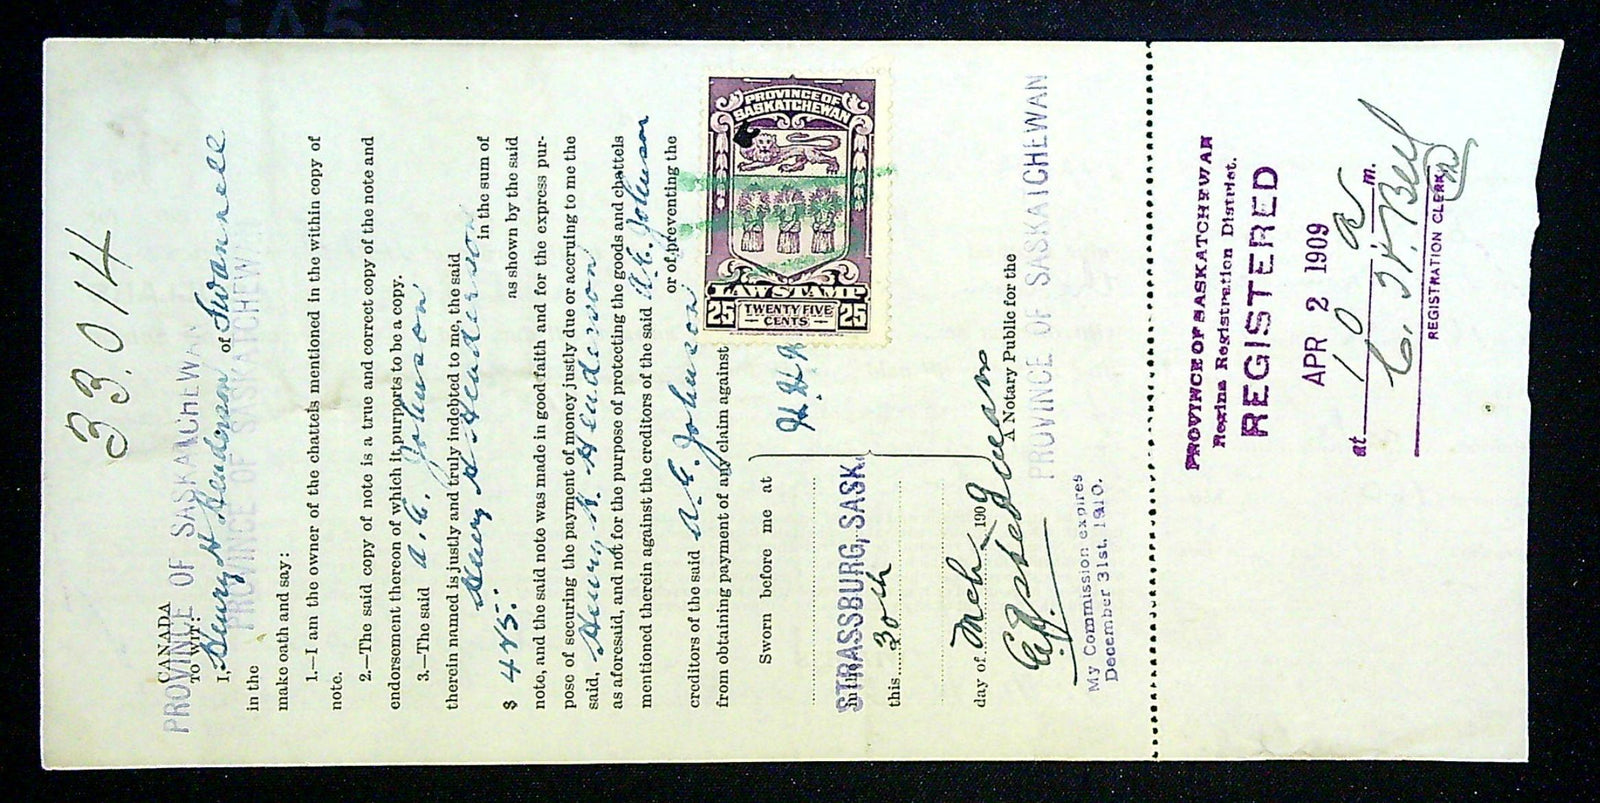 33.014
CANADA
PROVINCE OF SASKATCHEWAN
TO WIT:
I, Henry H Henderson of Swannell
in the PROVINCE OF SASKATCHEWAN
make oath and say:
1.—I am the owner of the chattels mentioned in the within copy of
note.
2.—The said copy of note is a true and correct copy of the note and
endorsement thereon of which it purports to be a copy.
3.—The said A. E. Johnson
therein named is justly and truly indebted to me, the said
Henry H Henderson in the sum of
$ 425. as shown by the said
note, and the said note was made in good faith and for the express pur-
pose of securing the payment of money justly due or accruing to me the
said, Henry H. Henderson
as aforesaid, and not for the purpose of protecting the goods and chattels
mentioned therein against the creditors of the said A. E. Johnson
or of preventing the
creditors of the said A. E. Johnson
from obtaining payment of any claim against
PROVINCE OF
SASKATCHEWAN
LAW STAMP
25 TWENTY FIVE CENTS 25
Sworn before me at
STRASSBURG, SASK.
in the
this 30th
day of Mch 1909
H. H.
A Notary Public for the
PROVINCE OF SASKATCHEWAN
My Commission expires
December 31st. 1910.
PROVINCE OF SASKATCHEWAN
Regina Registration District.
REGISTERED
APR 2 1909
at 10 a m.
REGISTRATION CLERK